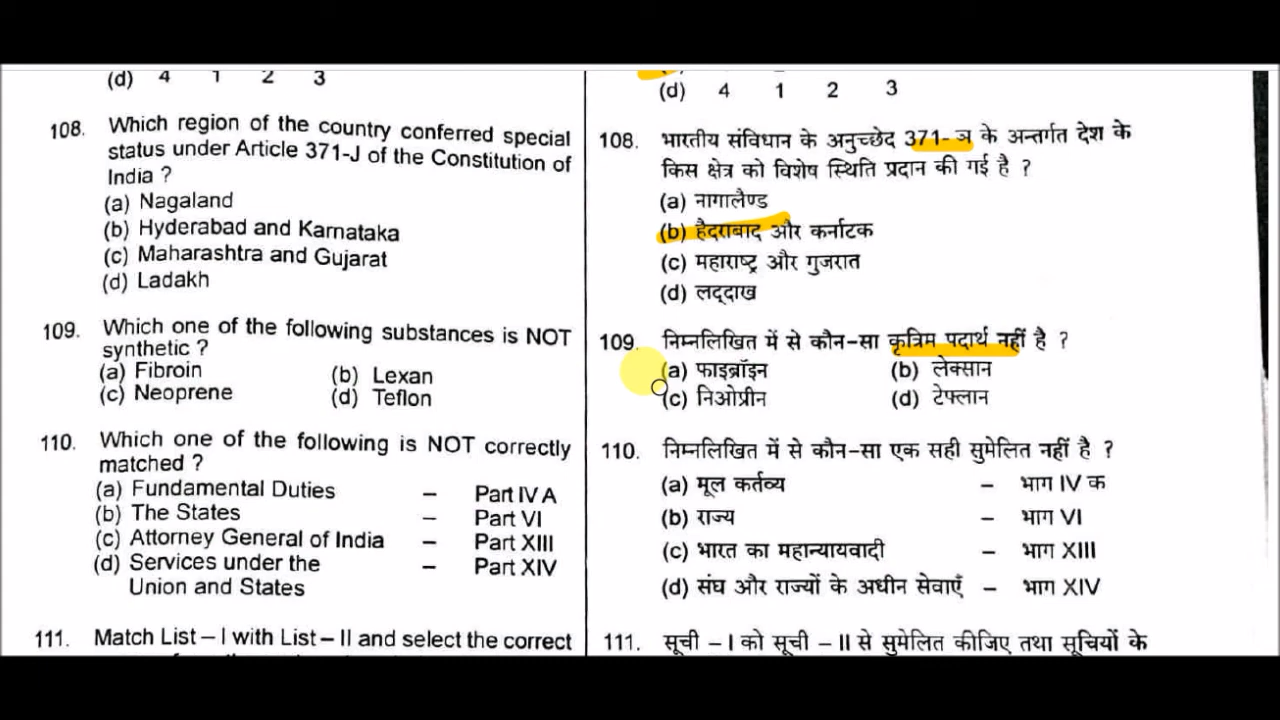 (d) 4 1 2 3
108. Which region of the country conferred special
status under Article 371-J of the Constitution of
India ?
(a) Nagaland
(b) Hyderabad and Karnataka
(c) Maharashtra and Gujarat
(d) Ladakh
109. Which one of the following substances is NOT
synthetic ?
(a) Fibroin (b) Lexan
(c) Neoprene (d) Teflon
110. Which one of the following is NOT correctly
matched ?
(a) Fundamental Duties – Part IV A
(b) The States – Part VI
(c) Attorney General of India – Part XIII
(d) Services under the – Part XIV
Union and States
111. Match List – I with List – II and select the correct
(d) 4 1 2 3
108. भारतीय संविधान के अनुच्छेद 371-ञ के अन्तर्गत देश के
किस क्षेत्र को विशेष स्थिति प्रदान की गई है ?
(a) नागालैण्ड
(b) हैदराबाद और कर्नाटक
(c) महाराष्ट्र और गुजरात
(d) लद्दाख
109. निम्नलिखित में से कौन-सा कृत्रिम पदार्थ नहीं है ?
(a) फाइब्रॉइन (b) लेक्सान
(c) निओप्रीन (d) टेफ्लान
110. निम्नलिखित में से कौन-सा एक सही सुमेलित नहीं है ?
(a) मूल कर्तव्य – भाग IV क
(b) राज्य – भाग VI
(c) भारत का महान्यायवादी – भाग XIII
(d) संघ और राज्यों के अधीन सेवाएँ – भाग XIV
111. सूची – I को सूची – II से सुमेलित कीजिए तथा सूचियों के